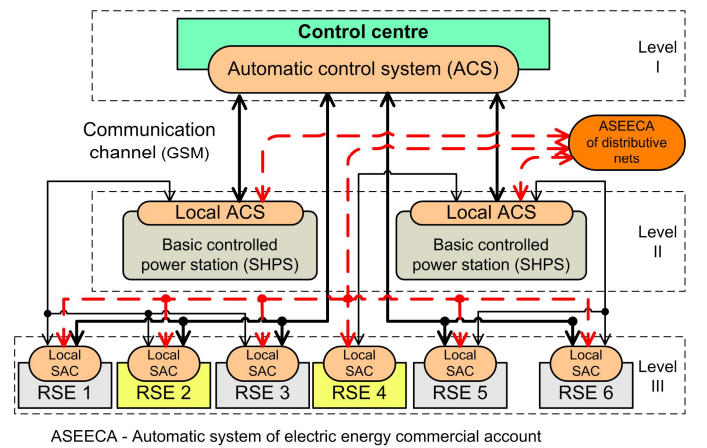 Control centre
Automatic control system (ACS)
Level
I
Communication
channel (GSM)
ASEECA
of distributive
nets
Local ACS
Basic controlled
power station (SHPS)
Local ACS
Basic controlled
power station (SHPS)
Level
II
Local
SAC
RSE 1
Local
SAC
RSE 2
Local
SAC
RSE 3
Local
SAC
RSE 4
Local
SAC
RSE 5
Local
SAC
RSE 6
Level
III
ASEECA - Automatic system of electric energy commercial account